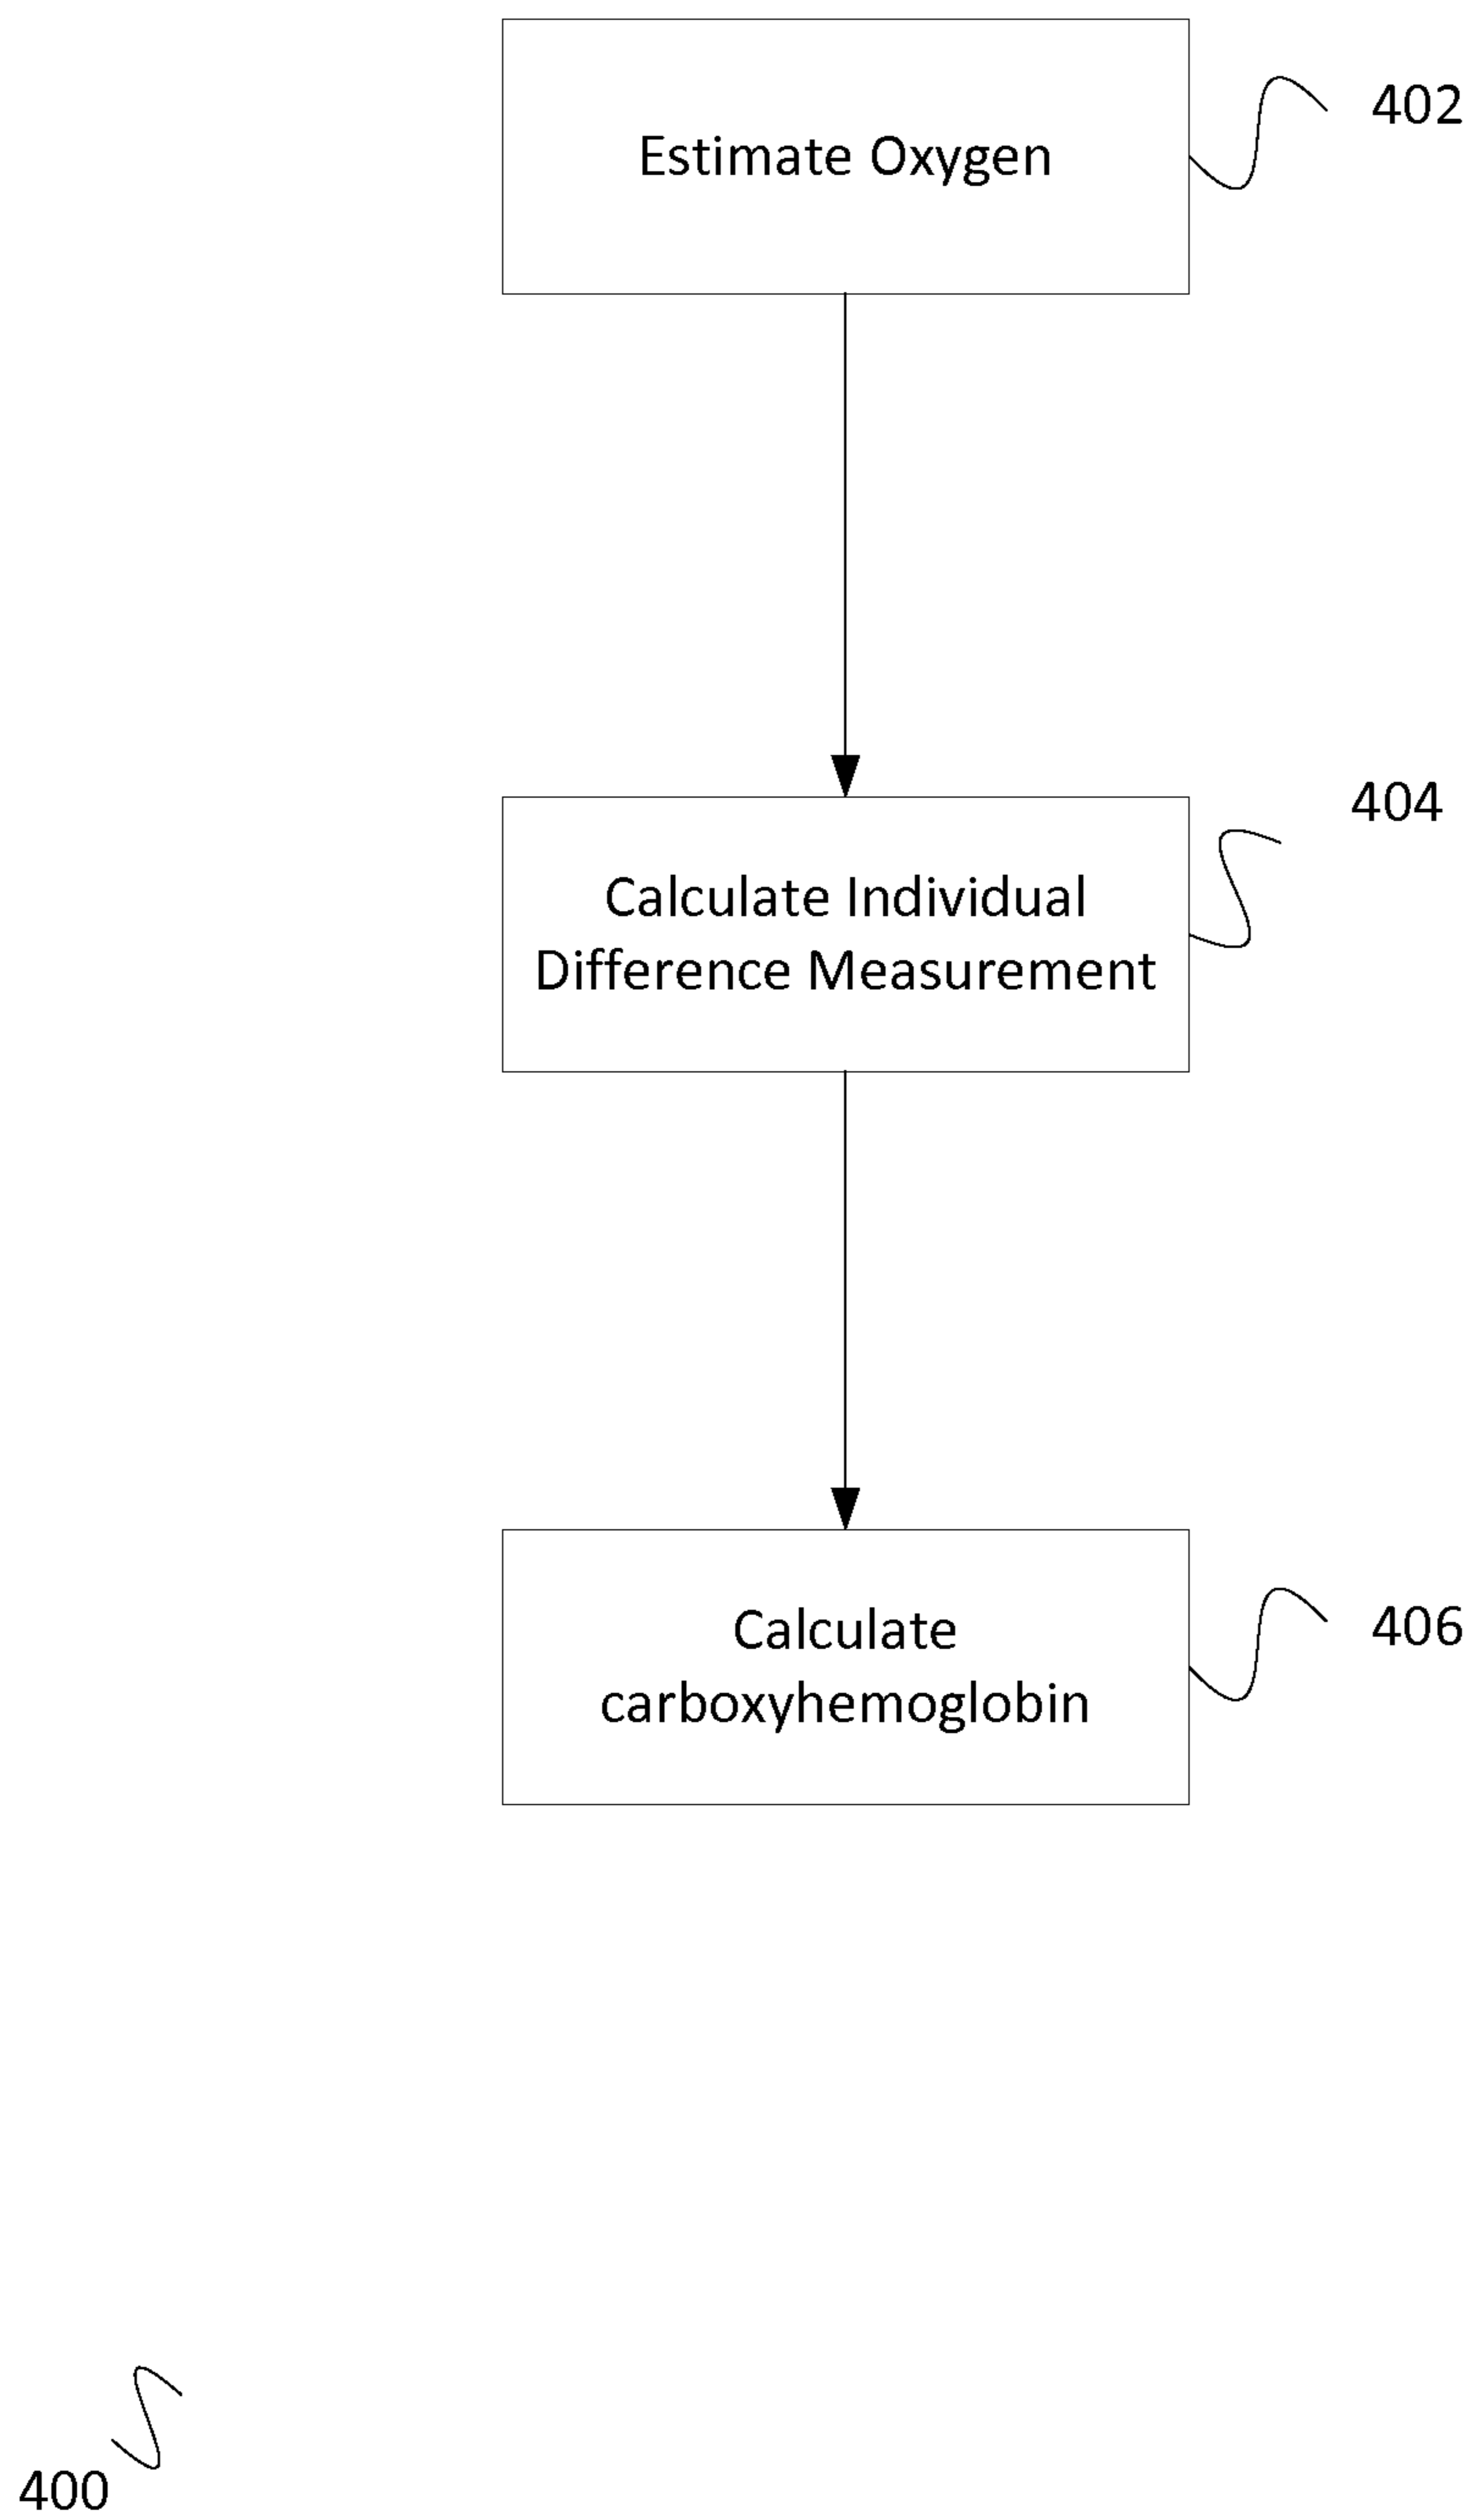 402
Estimate Oxygen
404
Calculate Individual
Difference Measurement
406
Calculate
carboxyhemoglobin
400